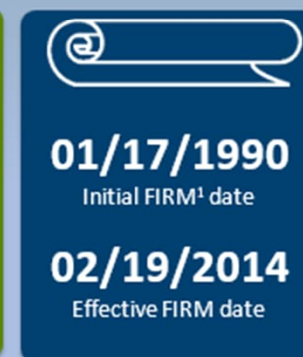 01/17/1990
Initial FIRM¹ date
02/19/2014
Effective FIRM date